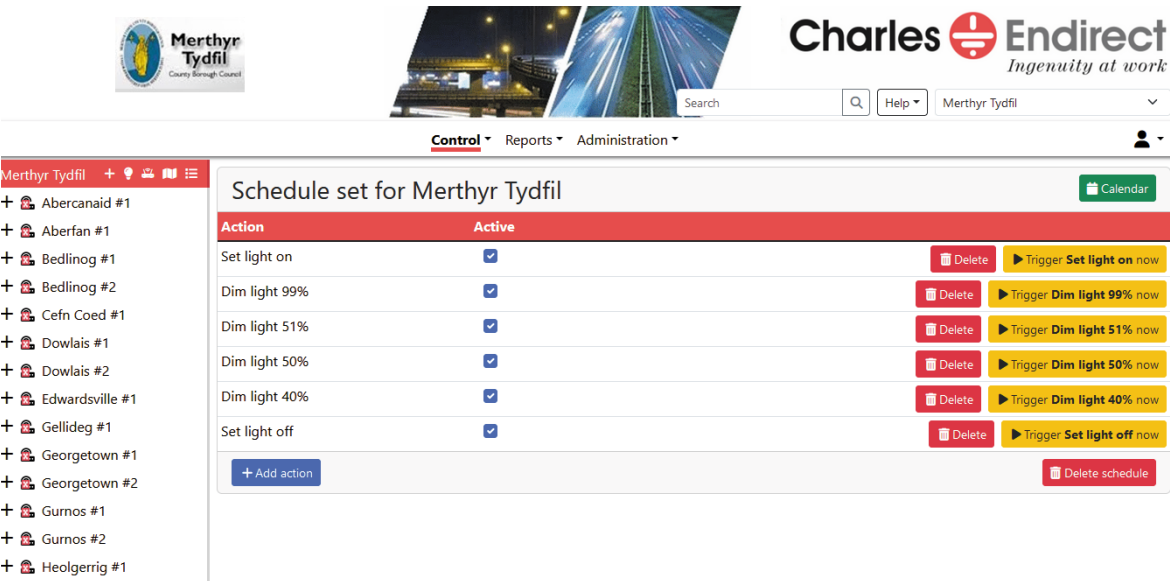 Merthyr
Tydfil
County Borough Council
Charles Endirect
Ingenuity at work
Search
Help
Merthyr Tydfil
Control Reports Administration
Merthyr Tydfil
Abercanaid #1
Aberfan #1
Bedlinog #1
Bedlinog #2
Cefn Coed #1
Dowlais #1
Dowlais #2
Edwardsville #1
Gellideg #1
Georgetown #1
Georgetown #2
Gurnos #1
Gurnos #2
Heolgerrig #1
Schedule set for Merthyr Tydfil
Calendar
Action Active
Set light on Delete Trigger Set light on now
Dim light 99% Delete Trigger Dim light 99% now
Dim light 51% Delete Trigger Dim light 51% now
Dim light 50% Delete Trigger Dim light 50% now
Dim light 40% Delete Trigger Dim light 40% now
Set light off Delete Trigger Set light off now
+ Add action Delete schedule